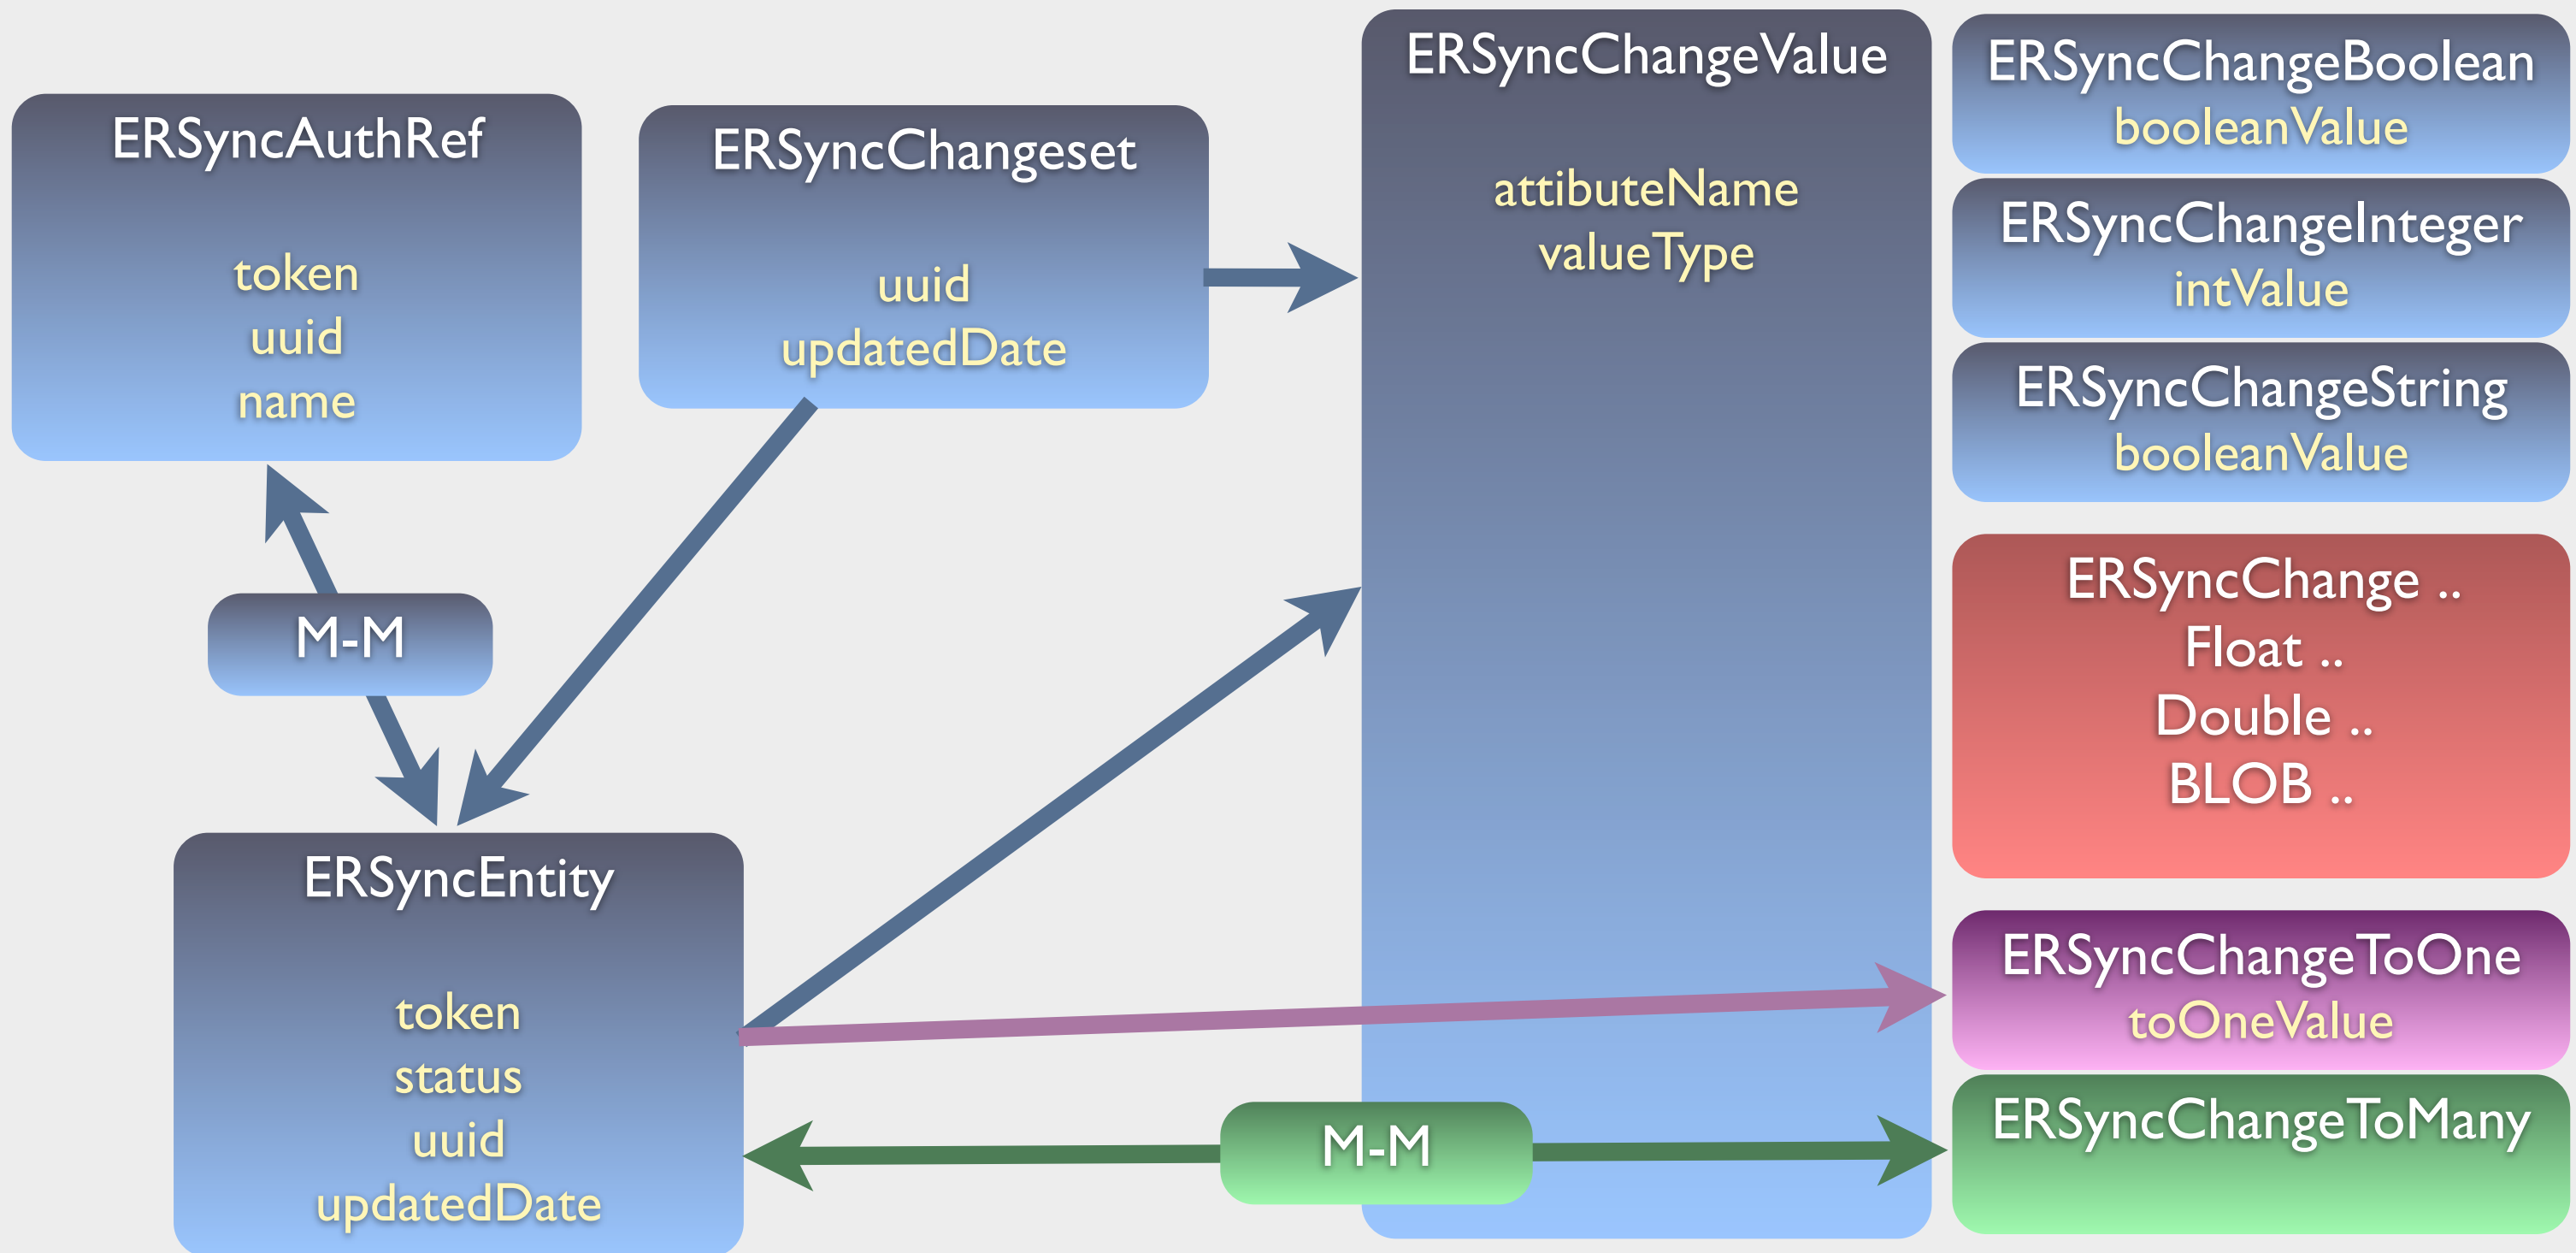 ERSyncAuthRef
token
uuid
name
ERSyncChangeset
uuid
updatedDate
ERSyncChangeValue
attibuteName
valueType
ERSyncChangeBoolean
booleanValue
ERSyncChangeInteger
intValue
ERSyncChangeString
booleanValue
ERSyncChange ..
Float ..
Double ..
BLOB ..
M-M
ERSyncEntity
token
status
uuid
updatedDate
M-M
ERSyncChangeToOne
toOneValue
ERSyncChangeToMany